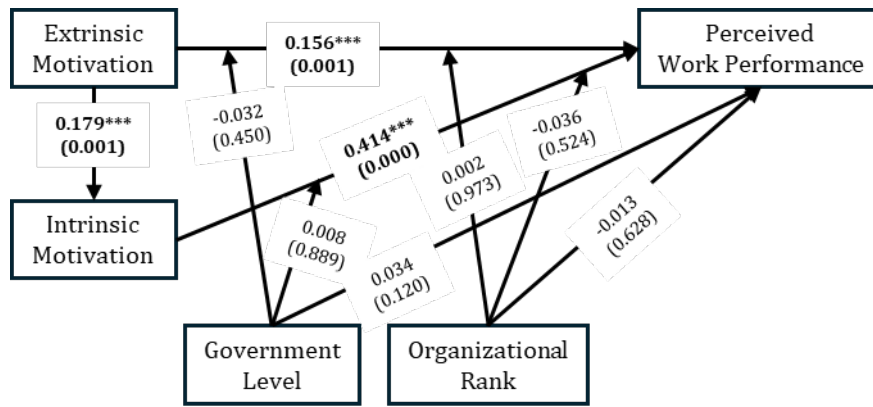 Extrinsic
Motivation
0.156***
(0.001)
Perceived
Work Performance
0.179***
(0.001)
-0.032
(0.450)
0.414***
(0.000)
0.002
(0.973)
-0.036
(0.524)
Intrinsic
Motivation
0.008
(0.889)
0.034
(0.120)
-0.013
(0.628)
Government
Level
Organizational
Rank